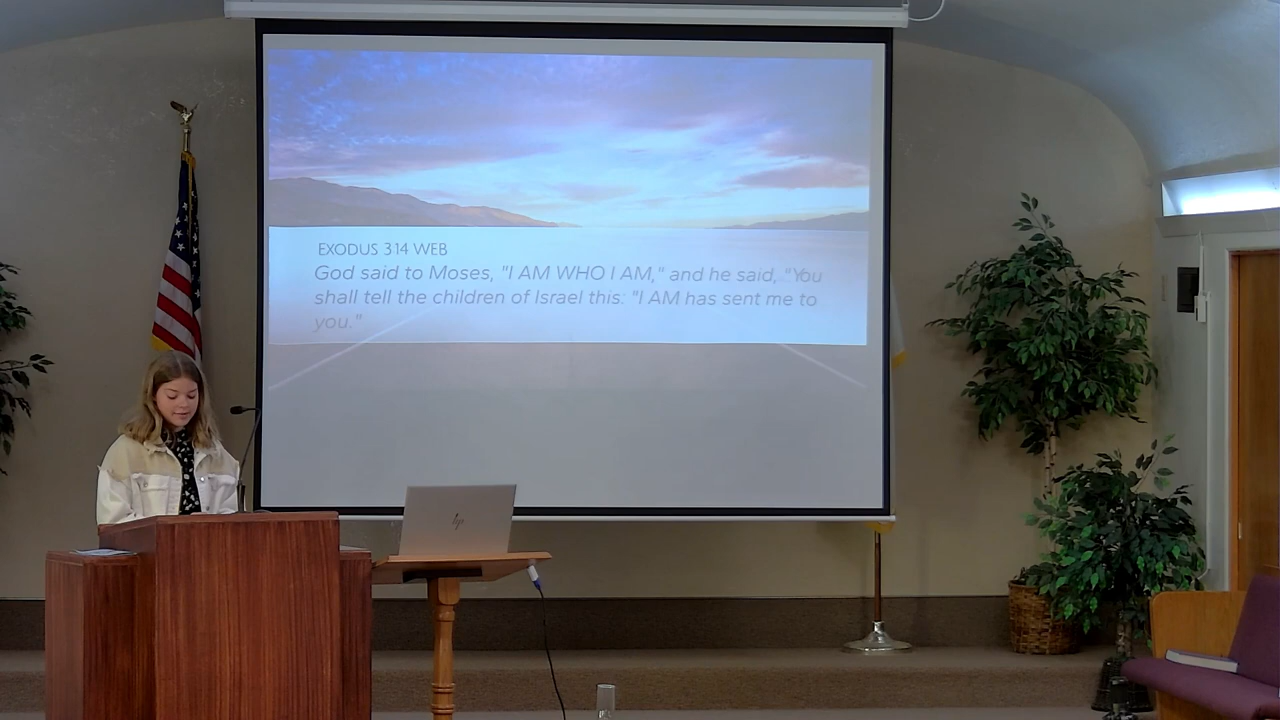 EXODUS 3:14 WEB
God said to Moses, "I AM WHO I AM," and he said, "You
shall tell the children of Israel this: "I AM has sent me to
you."
hp